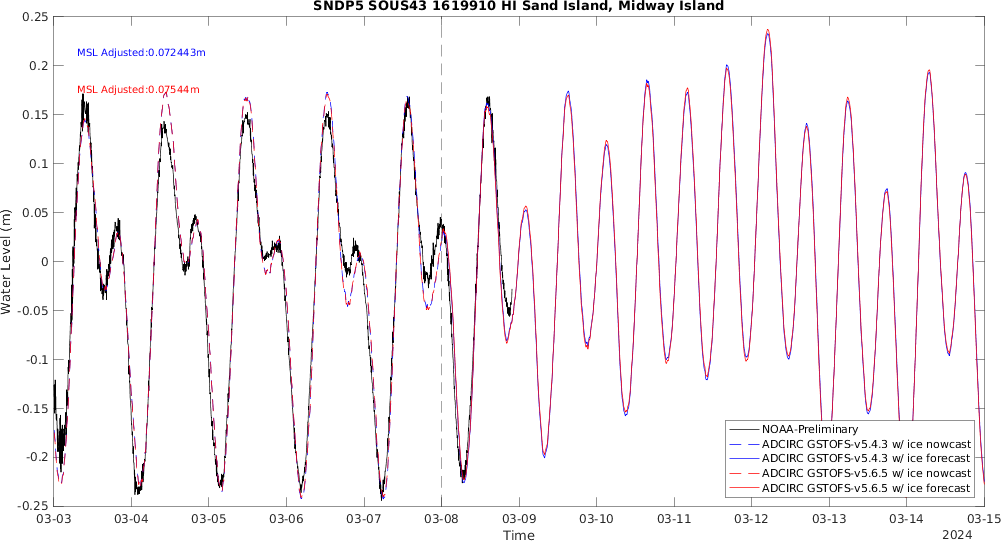 SNDP5 SOUS43 1619910 HI Sand Island, Midway Island
MSL Adjusted:0.072443m
MSL Adjusted:0.07544m
0.25
0.2
0.15
0.1
0.05
0
-0.05
-0.1
-0.15
-0.2
-0.25
Water Level (m)
NOAA-Preliminary
ADCIRC GSTOFS-v5.4.3 w/ ice nowcast
ADCIRC GSTOFS-v5.4.3 w/ ice forecast
ADCIRC GSTOFS-v5.6.5 w/ ice nowcast
ADCIRC GSTOFS-v5.6.5 w/ ice forecast
03-03 03-04 03-05 03-06 03-07 03-08 03-09 03-10 03-11 03-12 03-13 03-14 03-15
Time
2024